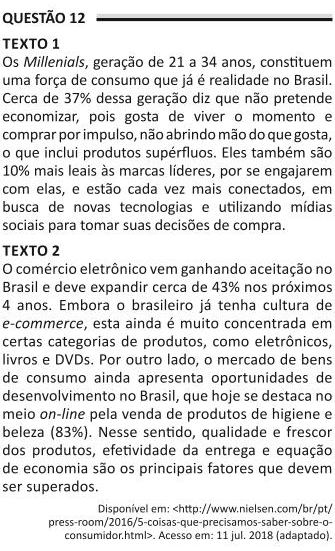 QUESTÃO 12
TEXTO 1
Os Millenials, geração de 21 a 34 anos, constituem
uma força de consumo que já é realidade no Brasil.
Cerca de 37% dessa geração diz que não pretende
economizar, pois gosta de viver o momento e
comprar por impulso, não abrindo mão do que gosta,
o que inclui produtos supérfluos. Eles também são
10% mais leais às marcas líderes, por se engajarem
com elas, e estão cada vez mais conectados, em
busca de novas tecnologias e utilizando mídias
sociais para tomar suas decisões de compra.
TEXTO 2
O comércio eletrônico vem ganhando aceitação no
Brasil e deve expandir cerca de 43% nos próximos
4 anos. Embora o brasileiro já tenha cultura de
e-commerce, esta ainda é muito concentrada em
certas categorias de produtos, como eletrônicos,
livros e DVDs. Por outro lado, o mercado de bens
de consumo ainda apresenta oportunidades de
desenvolvimento no Brasil, que hoje se destaca no
meio on-line pela venda de produtos de higiene e
beleza (83%). Nesse sentido, qualidade e frescor
dos produtos, efetividade da entrega e equação
de economia são os principais fatores que devem
ser superados.
Disponível em: <http://www.nielsen.com/br/pt/
press-room/2016/5-coisas-que-precisamos-saber-sobre-o-
consumidor.html>. Acesso em: 11 jul. 2018 (adaptado).